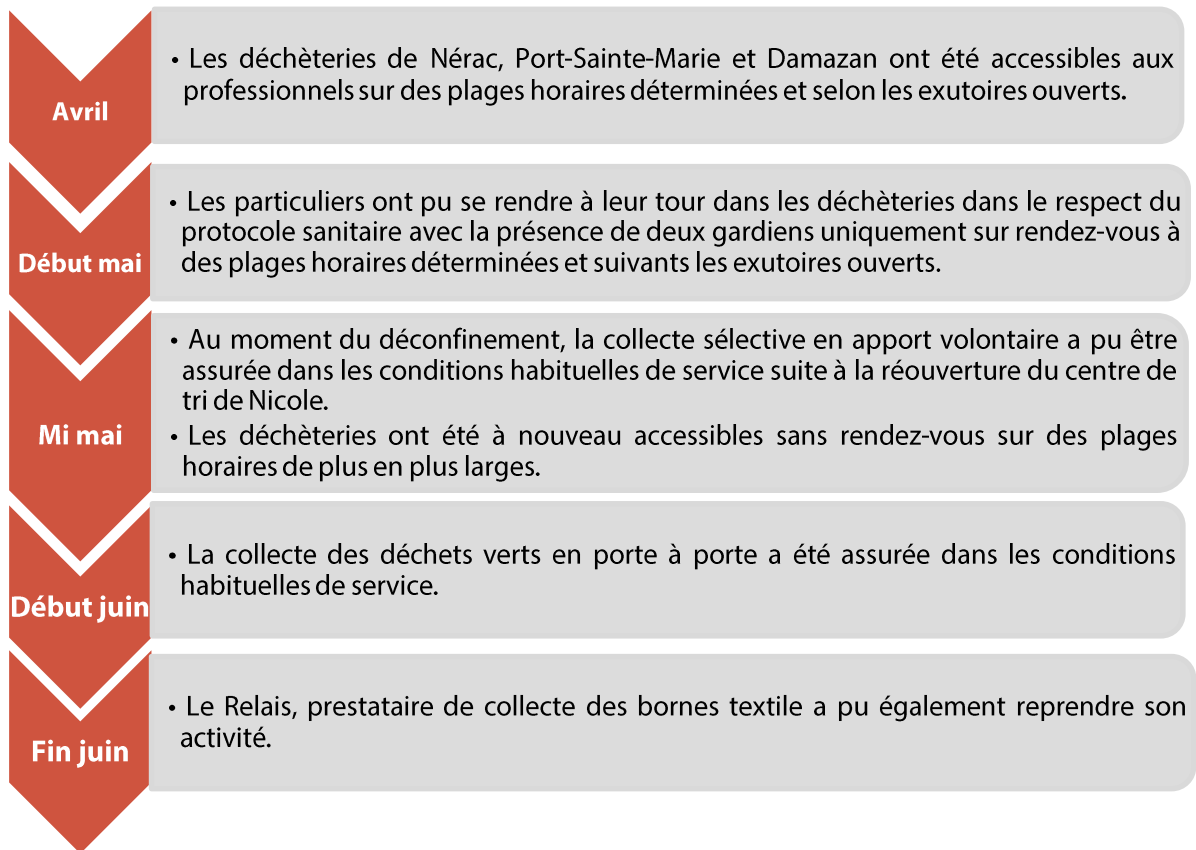 Avril
• Les déchèteries de Nérac, Port-Sainte-Marie et Damazan ont été accessibles aux
professionnels sur des plages horaires déterminées et selon les exutoires ouverts.
Début mai
• Les particuliers ont pu se rendre à leur tour dans les déchèteries dans le respect du
protocole sanitaire avec la présence de deux gardiens uniquement sur rendez-vous à
des plages horaires déterminées et suivants les exutoires ouverts.
Mi mai
• Au moment du déconfinement, la collecte sélective en apport volontaire a pu être
assurée dans les conditions habituelles de service suite à la réouverture du centre de
tri de Nicole.
• Les déchèteries ont été à nouveau accessibles sans rendez-vous sur des plages
horaires de plus en plus larges.
Début juin
• La collecte des déchets verts en porte à porte a été assurée dans les conditions
habituelles de service.
Fin juin
• Le Relais, prestataire de collecte des bornes textile a pu également reprendre son
activité.